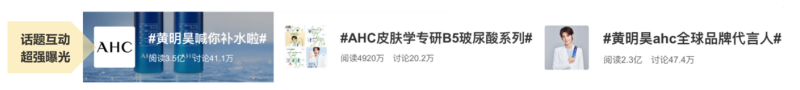 话题互动
超强曝光
AHC
#黄明昊喊你补水啦#
阅读3.5亿 讨论41.1万
#AHC皮肤学专研B5玻尿酸系列#
阅读4920万 讨论20.2万
#黄明昊ahc全球品牌代言人#
阅读2.3亿 讨论47.4万